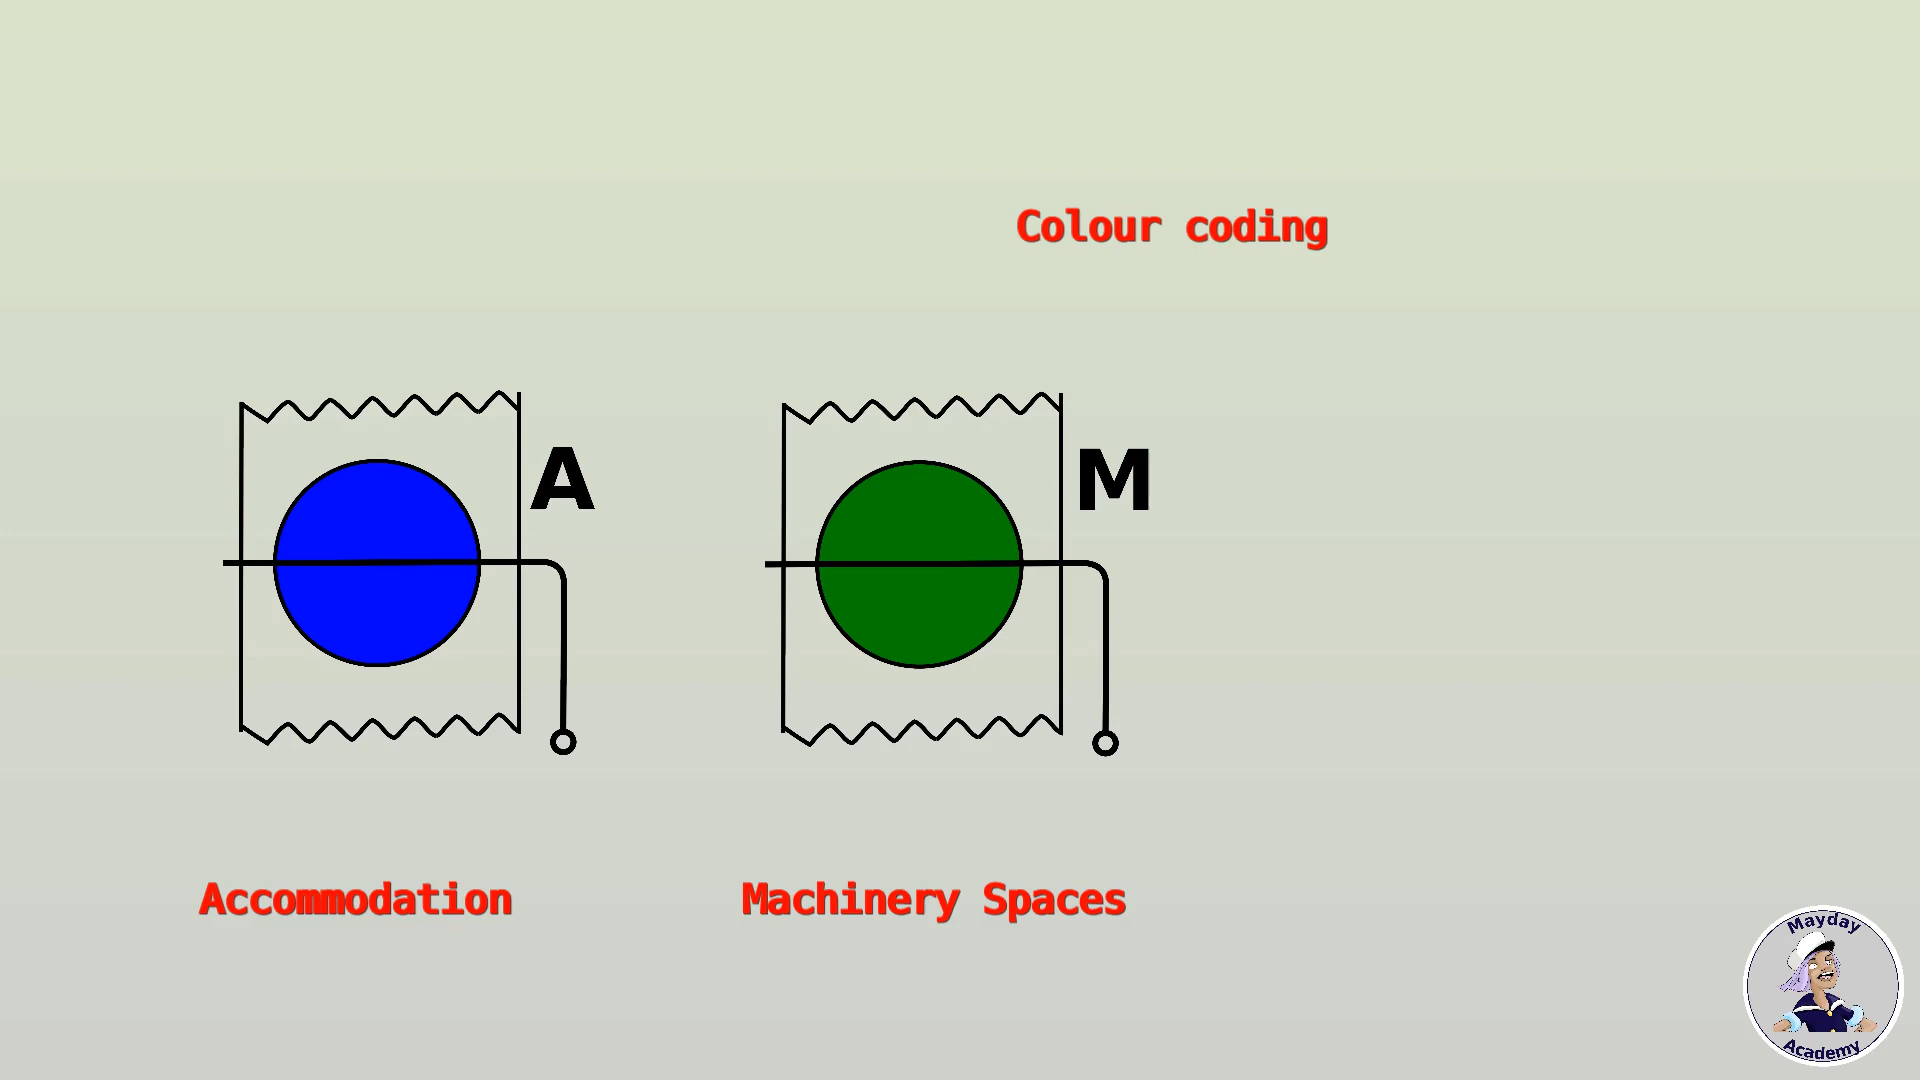 Colour coding
A
M
Accommodation
Machinery Spaces
Mayday
Academy